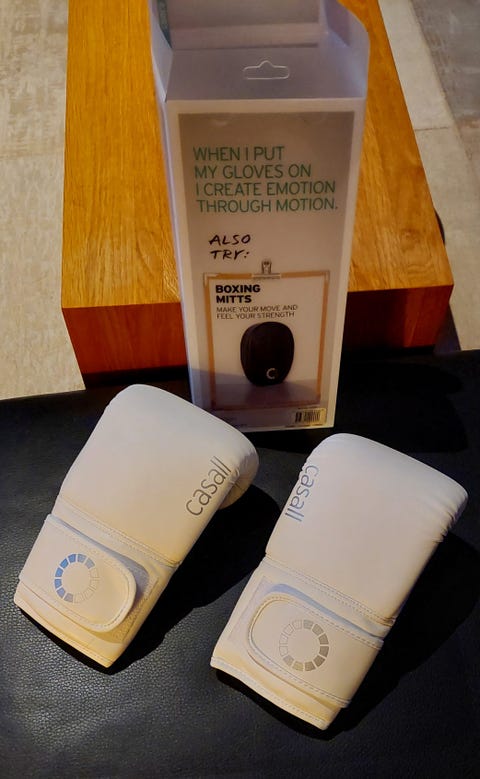 WHEN I PUT
MY GLOVES ON
I CREATE EMOTION
THROUGH MOTION.
ALSO
TRY:
BOXING
MITTS
MAKE YOUR MOVE AND
FEEL YOUR STRENGTH
C
casall
casall